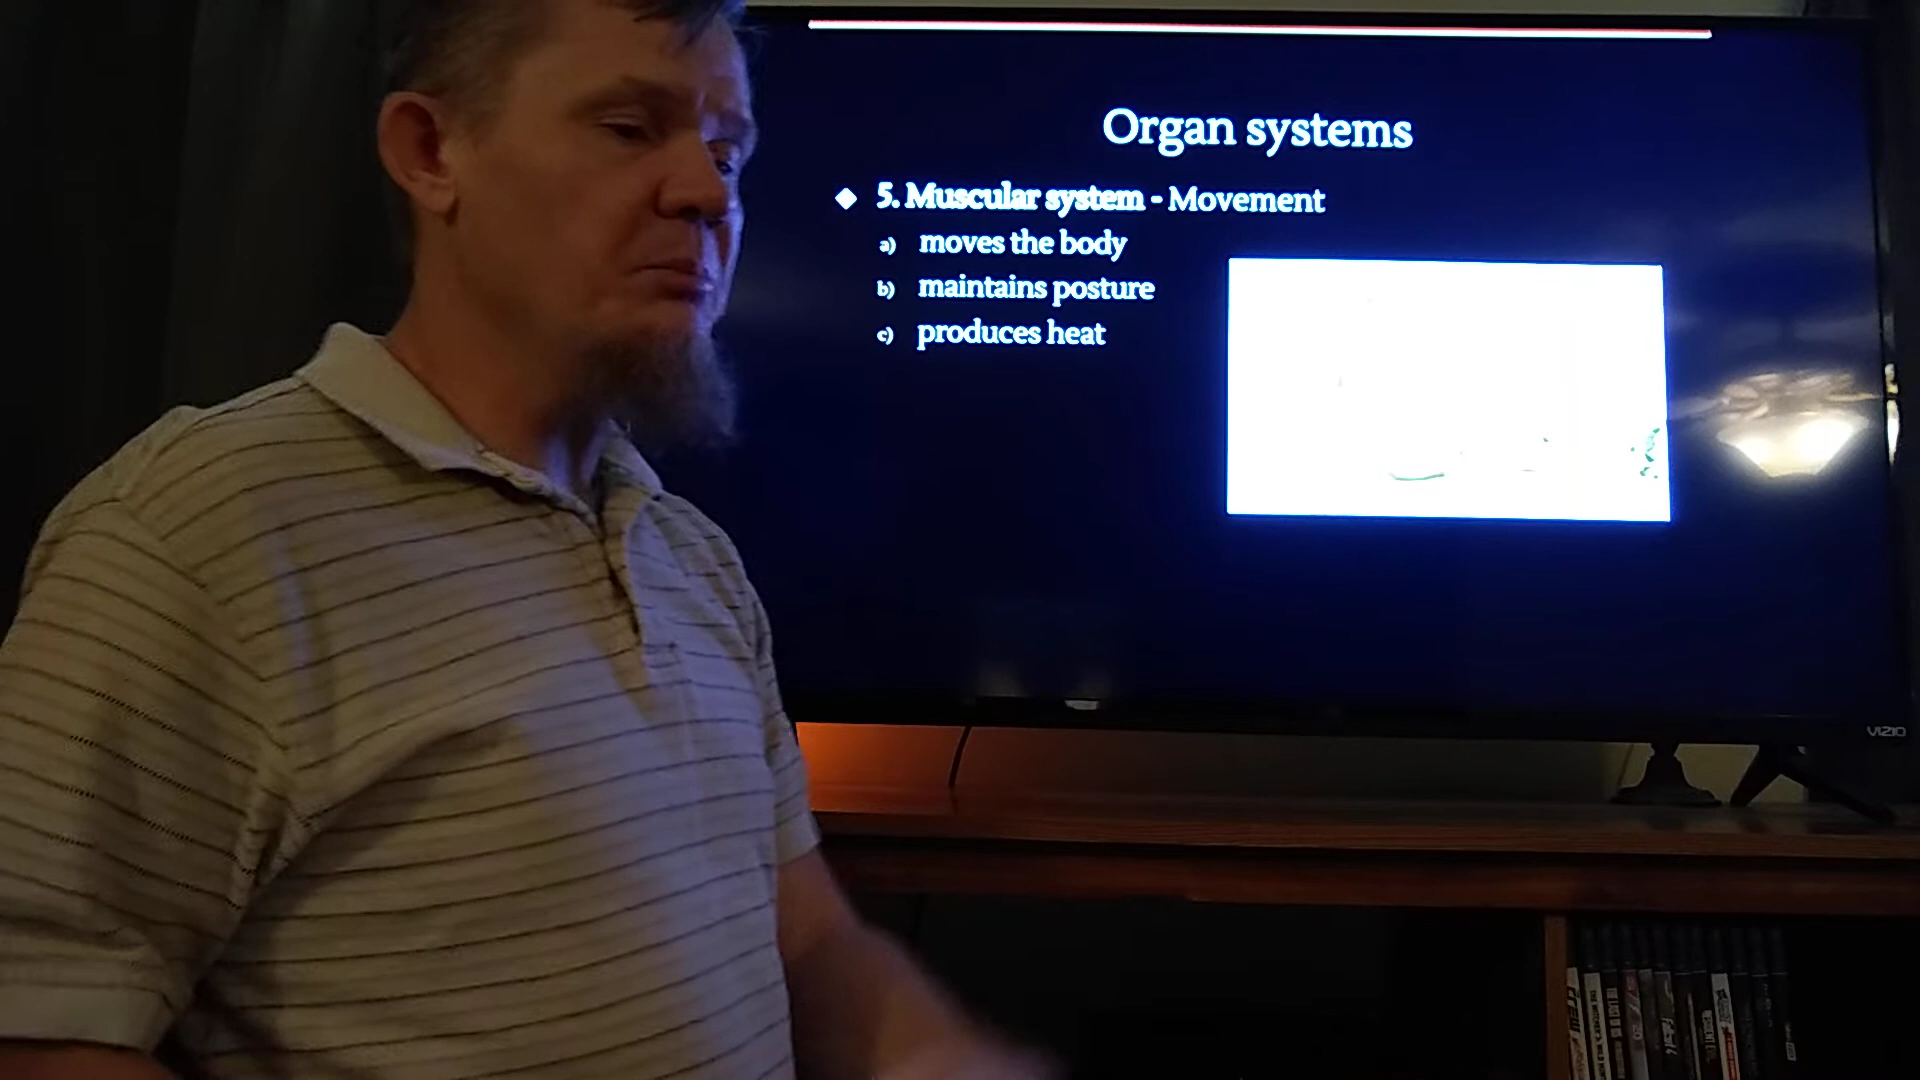 Organ systems
◆ 5. Muscular system - Movement
a) moves the body
b) maintains posture
c) produces heat
VIZIO